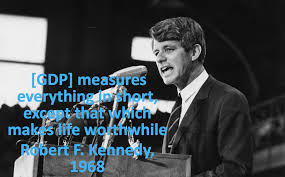 [GDP] measures
everything in short,
except that which
makes life worthwhile
Robert F. Kennedy,
1968